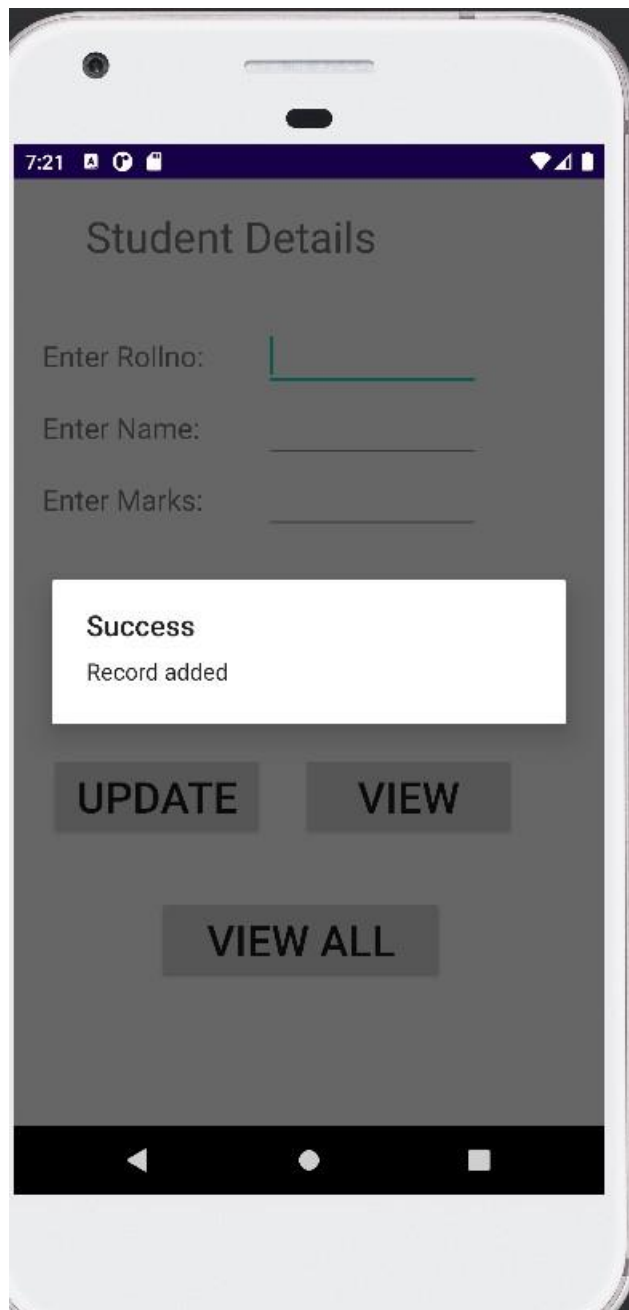 7:21
Student Details
Enter Rollno:
Enter Name:
Enter Marks:
Success
Record added
UPDATE VIEW
VIEW ALL